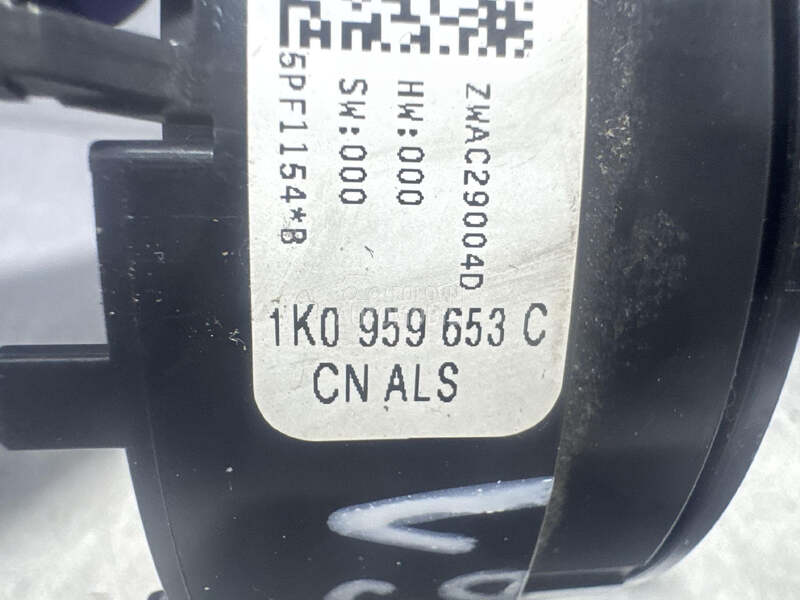 5PF1154*B
SW:000
HW:000
ZWAC29004D
1K0 959 653 C
CN ALS
V